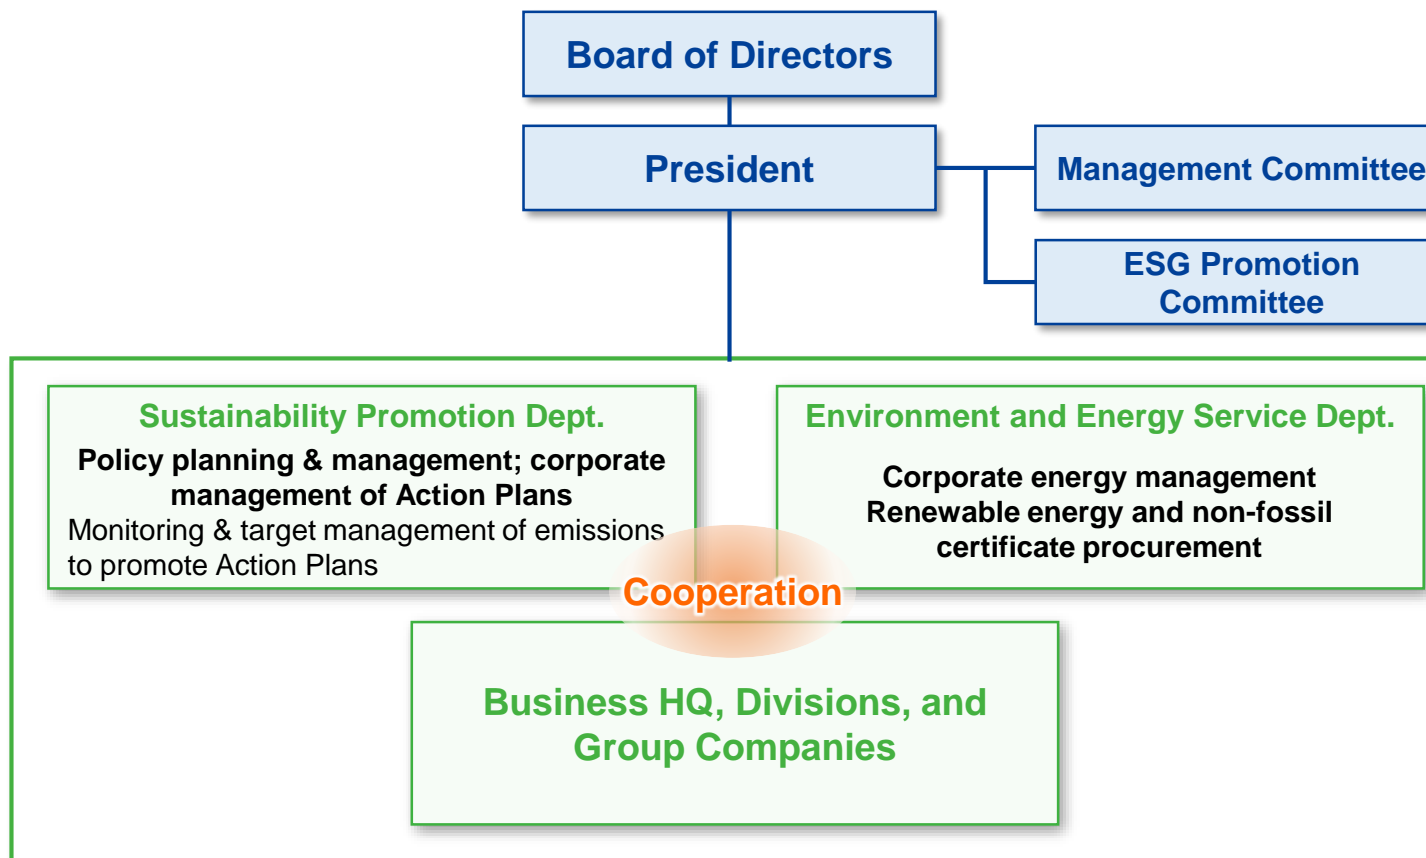 Board of Directors
President
Management Committee
ESG Promotion
Committee
Sustainability Promotion Dept.
Policy planning & management; corporate
management of Action Plans
Monitoring & target management of emissions
to promote Action Plans
Environment and Energy Service Dept.
Corporate energy management
Renewable energy and non-fossil
certificate procurement
Cooperation
Business HQ, Divisions, and
Group Companies